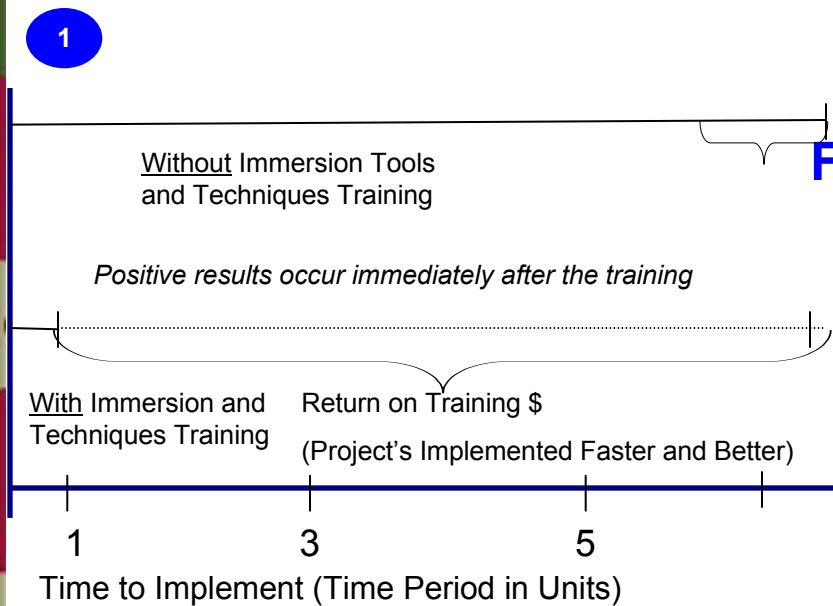 1
Without Immersion Tools
and Techniques Training
F
Positive results occur immediately after the training
With Immersion and
Techniques Training
Return on Training $
(Project's Implemented Faster and Better)
1 3 5
Time to Implement (Time Period in Units)